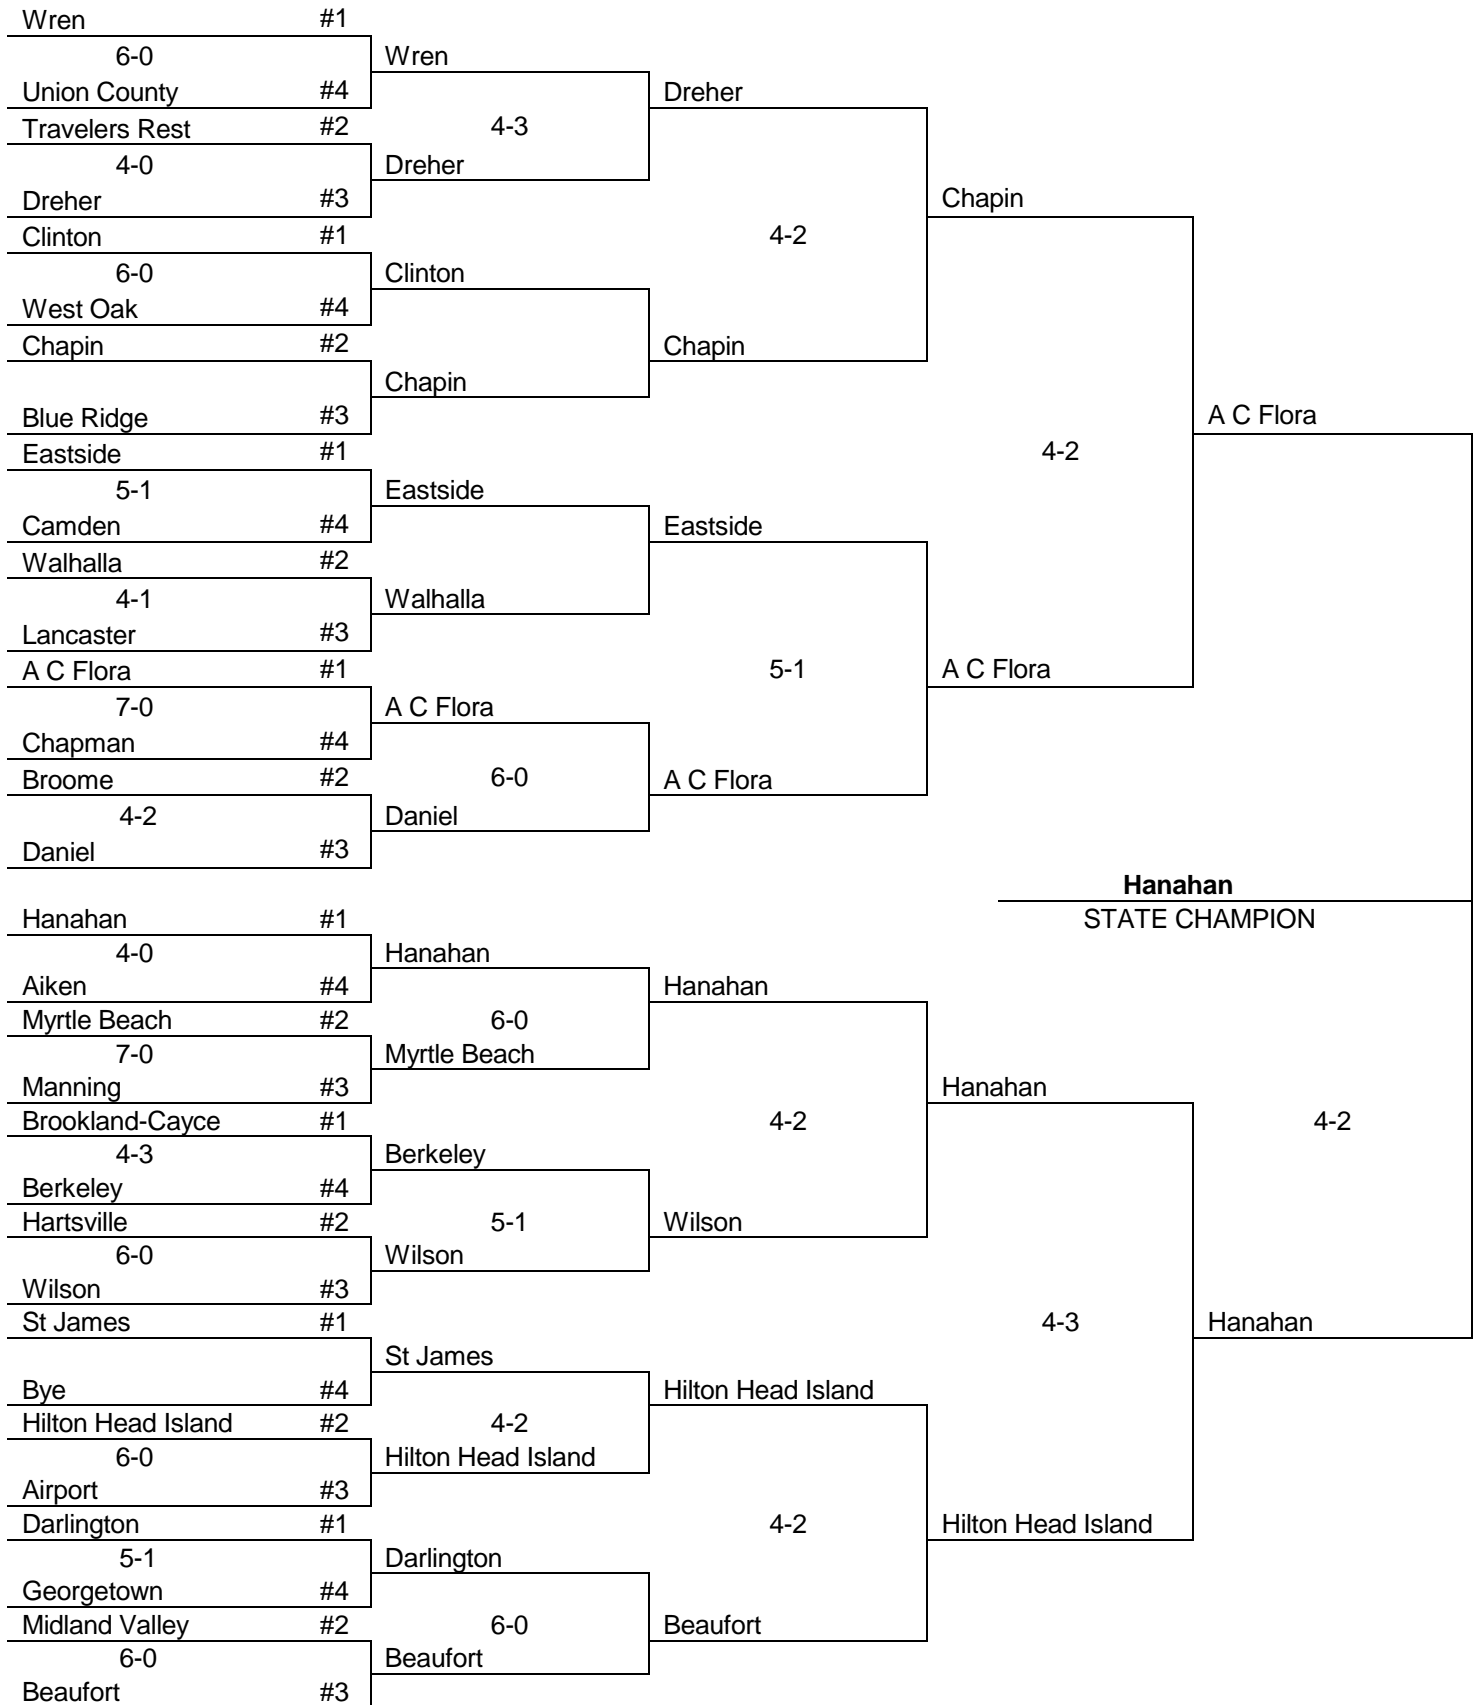 Wren #1
6-0 Wren
Union County #4 Dreher
Travelers Rest #2 4-3
4-0 Dreher
Dreher #3 Chapin
Clinton #1 4-2
6-0 Clinton
West Oak #4
Chapin #2 Chapin
Chapin
Blue Ridge #3 A C Flora
Eastside #1 4-2
5-1 Eastside
Camden #4 Eastside
Walhalla #2
4-1 Walhalla
Lancaster #3
A C Flora #1 5-1 A C Flora
7-0 A C Flora
Chapman #4
Broome #2 6-0 A C Flora
4-2 Daniel
Daniel #3
Hanahan
Hanahan #1 STATE CHAMPION
4-0 Hanahan
Aiken #4 Hanahan
Myrtle Beach #2 6-0
7-0 Myrtle Beach
Manning #3 Hanahan
Brookland-Cayce #1 4-2 4-2
4-3 Berkeley
Berkeley #4
Hartsville #2 5-1 Wilson
6-0 Wilson
Wilson #3
St James #1 4-3 Hanahan
St James
Bye #4 Hilton Head Island
Hilton Head Island #2 4-2
6-0 Hilton Head Island
Airport #3
Darlington #1 4-2 Hilton Head Island
5-1 Darlington
Georgetown #4
Midland Valley #2 6-0 Beaufort
6-0 Beaufort
Beaufort #3